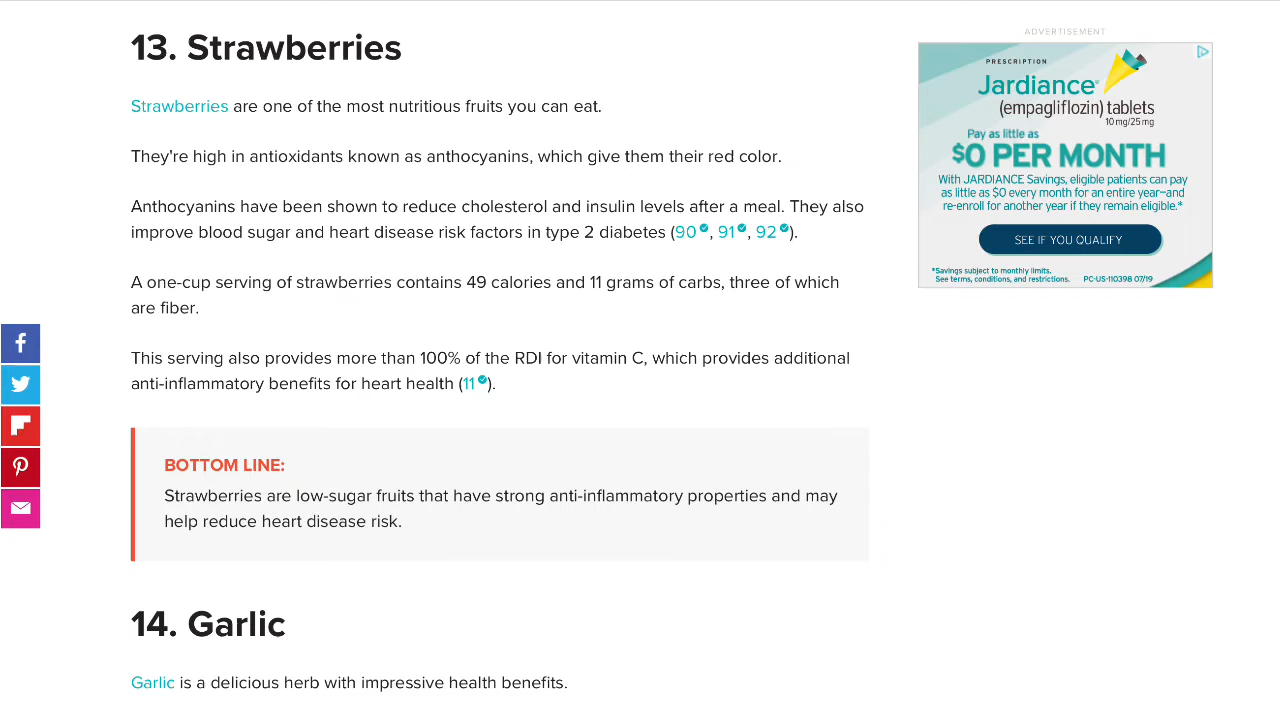 13. Strawberries
Strawberries are one of the most nutritious fruits you can eat.
They're high in antioxidants known as anthocyanins, which give them their red color.
Anthocyanins have been shown to reduce cholesterol and insulin levels after a meal. They also
improve blood sugar and heart disease risk factors in type 2 diabetes (90, 91, 92).
A one-cup serving of strawberries contains 49 calories and 11 grams of carbs, three of which
are fiber.
This serving also provides more than 100% of the RDI for vitamin C, which provides additional
anti-inflammatory benefits for heart health (11).
BOTTOM LINE:
Strawberries are low-sugar fruits that have strong anti-inflammatory properties and may
help reduce heart disease risk.
14. Garlic
Garlic is a delicious herb with impressive health benefits.
ADVERTISEMENT
PRESCRIPTION
Jardiance®
(empagliflozin) tablets
10 mg/25 mg
Pay as little as
$0 PER MONTH
With JARDIANCE Savings, eligible patients can pay
as little as $0 every month for an entire year—and
re-enroll for another year if they remain eligible.*
SEE IF YOU QUALIFY
*Savings subject to monthly limits.
See terms, conditions, and restrictions. PC-US-110398 07/19